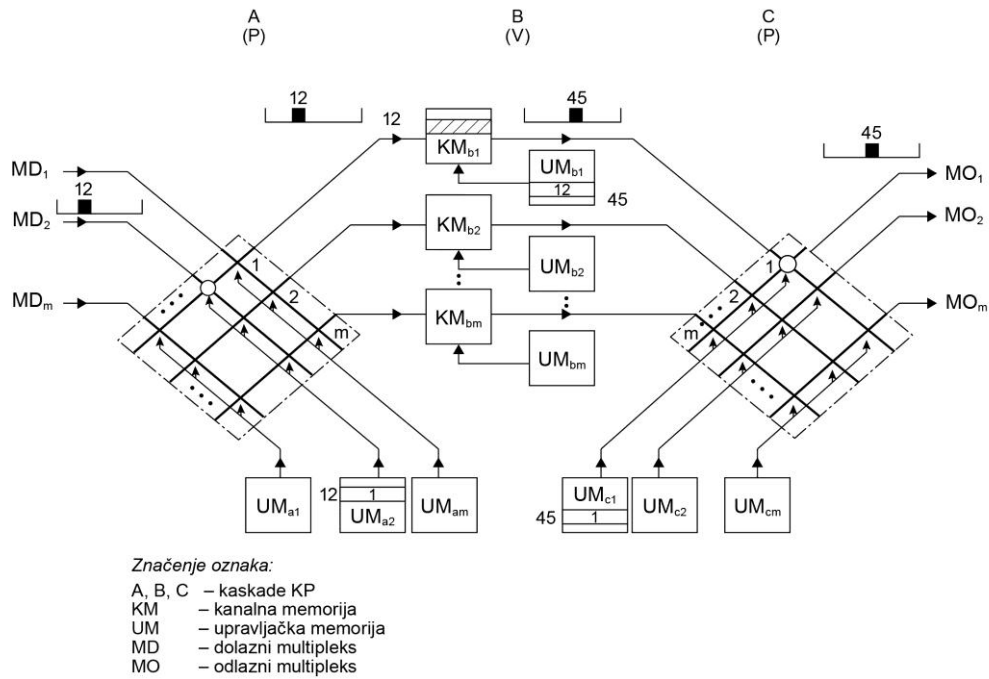 A
(P)
B
(V)
C
(P)
12
12
45
45
KMb1
UMb1
12
45
MD1
12
MD2
MDm
MO1
MO2
MOm
KMb2
UMb2
KMbm
UMbm
1
2
m
1
2
m
UMa1
12
1
UMa2
UMam
45
UMc1
1
UMc2
UMcm
Značenje oznaka:
A, B, C – kaskade KP
KM – kanalna memorija
UM – upravljačka memorija
MD – dolazni multipleks
MO – odlazni multipleks